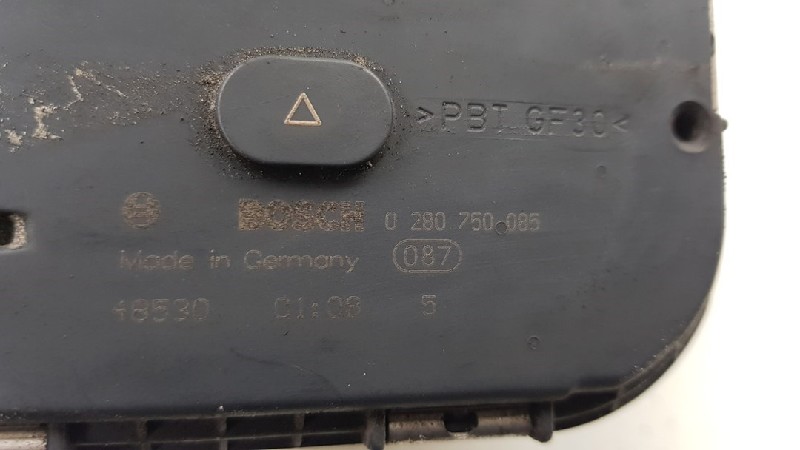 >PBT GF30<
BOSCH 0 280 750 085
Made in Germany 087
48530 01:08 5